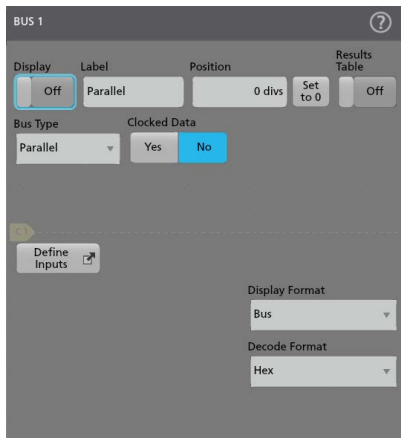 BUS 1
?
Display
Label
Position
Results
Table
Off
Parallel
0 divs
Set
to 0
Off
Bus Type
Clocked Data
Parallel
Yes
No
C1
Define
Inputs
Display Format
Bus
Decode Format
Hex